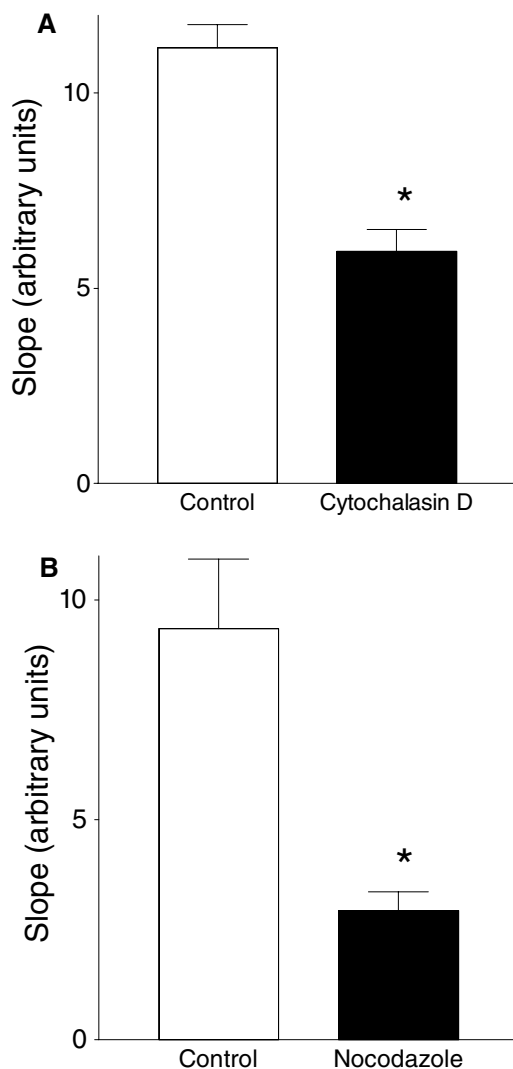 A
Slope (arbitrary units)
10
5
0
*
Control
Cytochalasin D
B
Slope (arbitrary units)
10
5
0
*
Control
Nocodazole